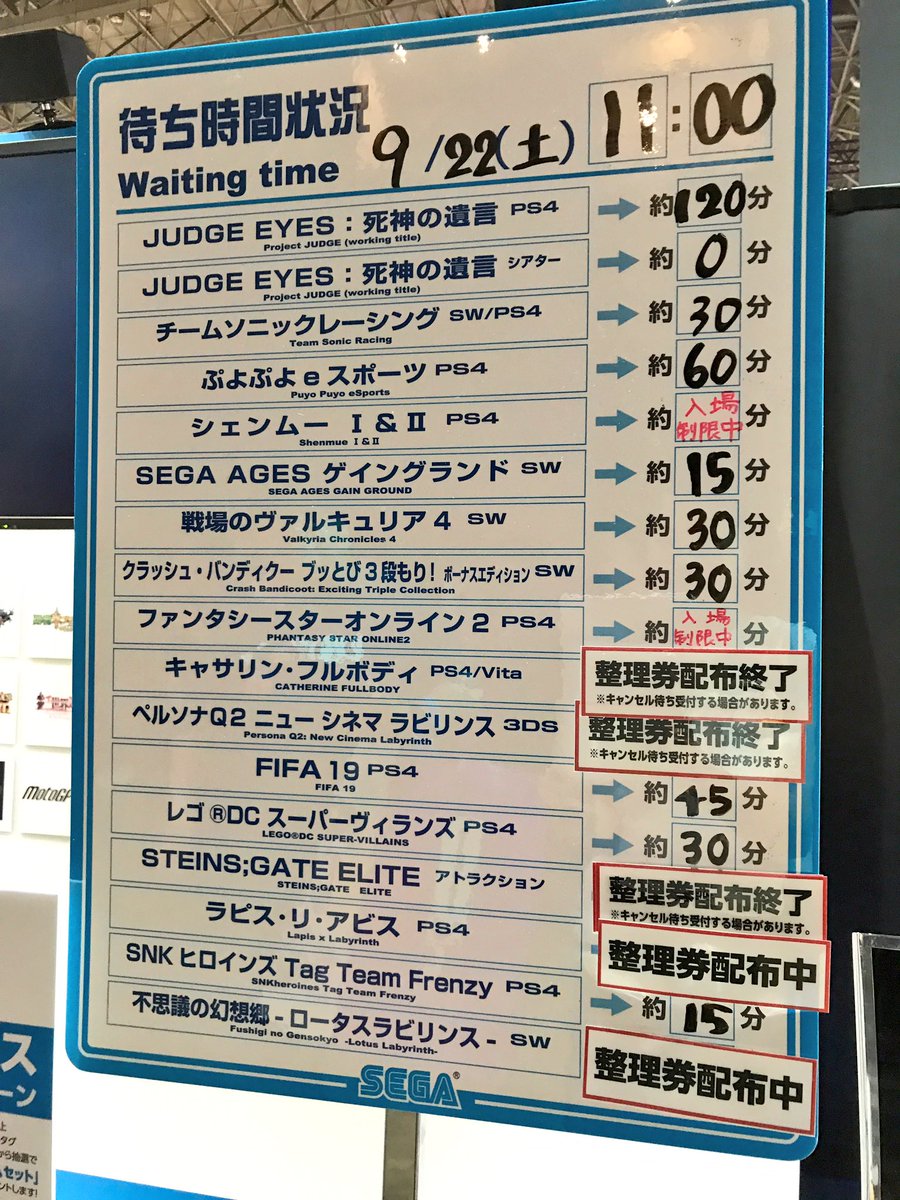 待ち時間状況
Waiting time 9/22(土) 11:00
JUDGE EYES：死神の遺言 PS4 → 約 120 分
Project JUDGE (working title)
JUDGE EYES：死神の遺言 シアター → 約 0 分
Project JUDGE (working title)
チームソニックレーシング SW/PS4 → 約 30 分
Team Sonic Racing
ぷよぷよ e スポーツ PS4 → 約 60 分
Puyo Puyo eSports
シェンムー Ⅰ&Ⅱ PS4 → 約 入場制限中 分
Shenmue Ⅰ&Ⅱ
SEGA AGES ゲイングランド SW → 約 15 分
SEGA AGES GAIN GROUND
戦場のヴァルキュリア 4 SW → 約 30 分
Valkyria Chronicles 4
クラッシュ・バンディクー ブッとび3段もり！ ボーナスエディション SW → 約 30 分
Crash Bandicoot: Exciting Triple Collection
ファンタシースターオンライン2 PS4 → 約 入場制限中 分
PHANTASY STAR ONLINE2
キャサリン・フルボディ PS4/Vita 整理券配布終了
CATHERINE FULLBODY ※キャンセル待ち受付する場合があります。
ペルソナQ2 ニュー シネマ ラビリンス 3DS 整理券配布終了
Persona Q2: New Cinema Labyrinth ※キャンセル待ち受付する場合があります。
FIFA 19 PS4 → 約 45 分
FIFA 19
レゴ®DC スーパーヴィランズ PS4 → 約 30 分
LEGO®DC SUPER-VILLAINS
STEINS;GATE ELITE アトラクション 整理券配布終了
STEINS;GATE ELITE ※キャンセル待ち受付する場合があります。
ラピス・リ・アビス PS4 整理券配布中
Lapis x Labyrinth
SNK ヒロインズ Tag Team Frenzy PS4 → 約 15 分
SNKheroines Tag Team Frenzy
不思議の幻想郷 - ロータスラビリンス - SW 整理券配布中
Fushigi no Gensokyo -Lotus Labyrinth-
SEGA®